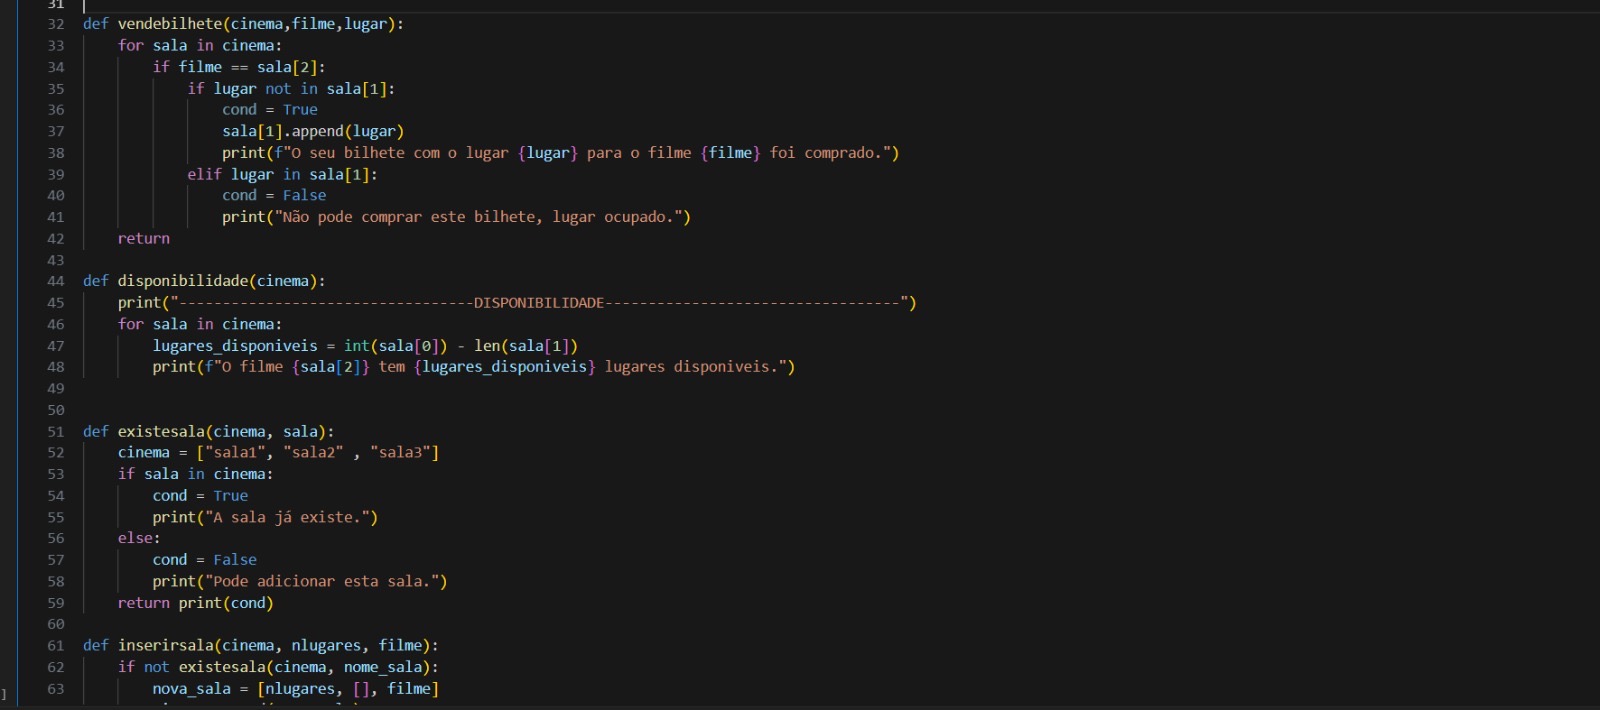 31
32 def vendebilhete(cinema,filme,lugar):
33     for sala in cinema:
34         if filme == sala[2]:
35             if lugar not in sala[1]:
36                 cond = True
37                 sala[1].append(lugar)
38                 print(f"O seu bilhete com o lugar {lugar} para o filme {filme} foi comprado.")
39             elif lugar in sala[1]:
40                 cond = False
41                 print("Não pode comprar este bilhete, lugar ocupado.")
42     return
43
44 def disponibilidade(cinema):
45     print("----------------------------------DISPONIBILIDADE----------------------------------")
46     for sala in cinema:
47         lugares_disponiveis = int(sala[0]) - len(sala[1])
48         print(f"O filme {sala[2]} tem {lugares_disponiveis} lugares disponiveis.")
49
50
51 def existesala(cinema, sala):
52     cinema = ["sala1", "sala2" , "sala3"]
53     if sala in cinema:
54         cond = True
55         print("A sala já existe.")
56     else:
57         cond = False
58         print("Pode adicionar esta sala.")
59     return print(cond)
60
61 def inserirsala(cinema, nlugares, filme):
62     if not existesala(cinema, nome_sala):
] 63         nova_sala = [nlugares, [], filme]